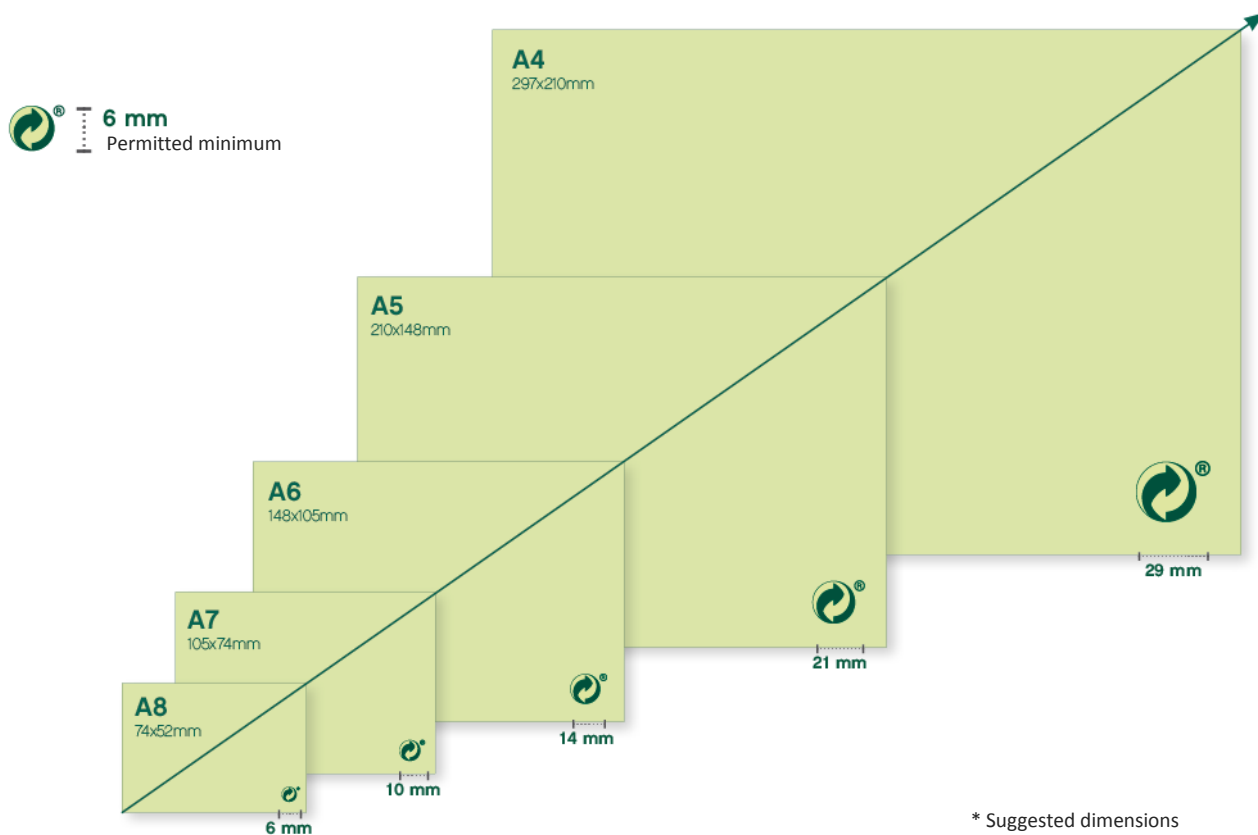 A4
297x210mm
®
6 mm
Permitted minimum
A5
210x148mm
A6
148x105mm
®
29 mm
A7
105x74mm
®
21 mm
A8
74x52mm
®
14 mm
10 mm
6 mm
* Suggested dimensions